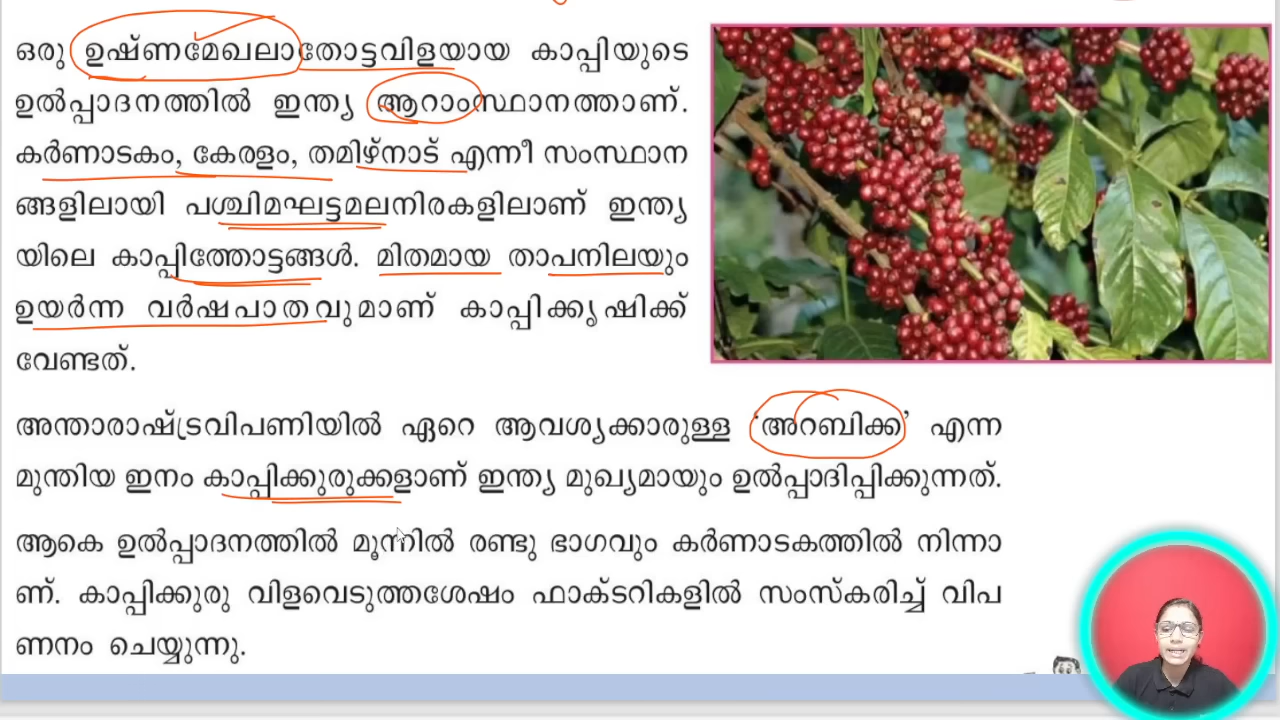 ഒരു ഉഷ്ണമേഖലാതോട്ടവിളയായ കാപ്പിയുടെ
ഉൽപ്പാദനത്തിൽ ഇന്ത്യ ആറാംസ്ഥാനത്താണ്.
കർണാടകം, കേരളം, തമിഴ്നാട് എന്നീ സംസ്ഥാന
ങ്ങളിലായി പശ്ചിമഘട്ടമലനിരകളിലാണ് ഇന്ത്യ
യിലെ കാപ്പിത്തോട്ടങ്ങൾ. മിതമായ താപനിലയും
ഉയർന്ന വർഷപാതവുമാണ് കാപ്പിക്കൃഷിക്ക്
വേണ്ടത്.
അന്താരാഷ്ട്രവിപണിയിൽ ഏറെ ആവശ്യക്കാരുള്ള ‘അറബിക്ക’ എന്ന
മുന്തിയ ഇനം കാപ്പിക്കുരുക്കളാണ് ഇന്ത്യ മുഖ്യമായും ഉൽപ്പാദിപ്പിക്കുന്നത്.
ആകെ ഉൽപ്പാദനത്തിൽ മൂന്നിൽ രണ്ടു ഭാഗവും കർണാടകത്തിൽ നിന്നാ
ണ്. കാപ്പിക്കുരു വിളവെടുത്തശേഷം ഫാക്ടറികളിൽ സംസ്കരിച്ച് വിപ
ണനം ചെയ്യുന്നു.